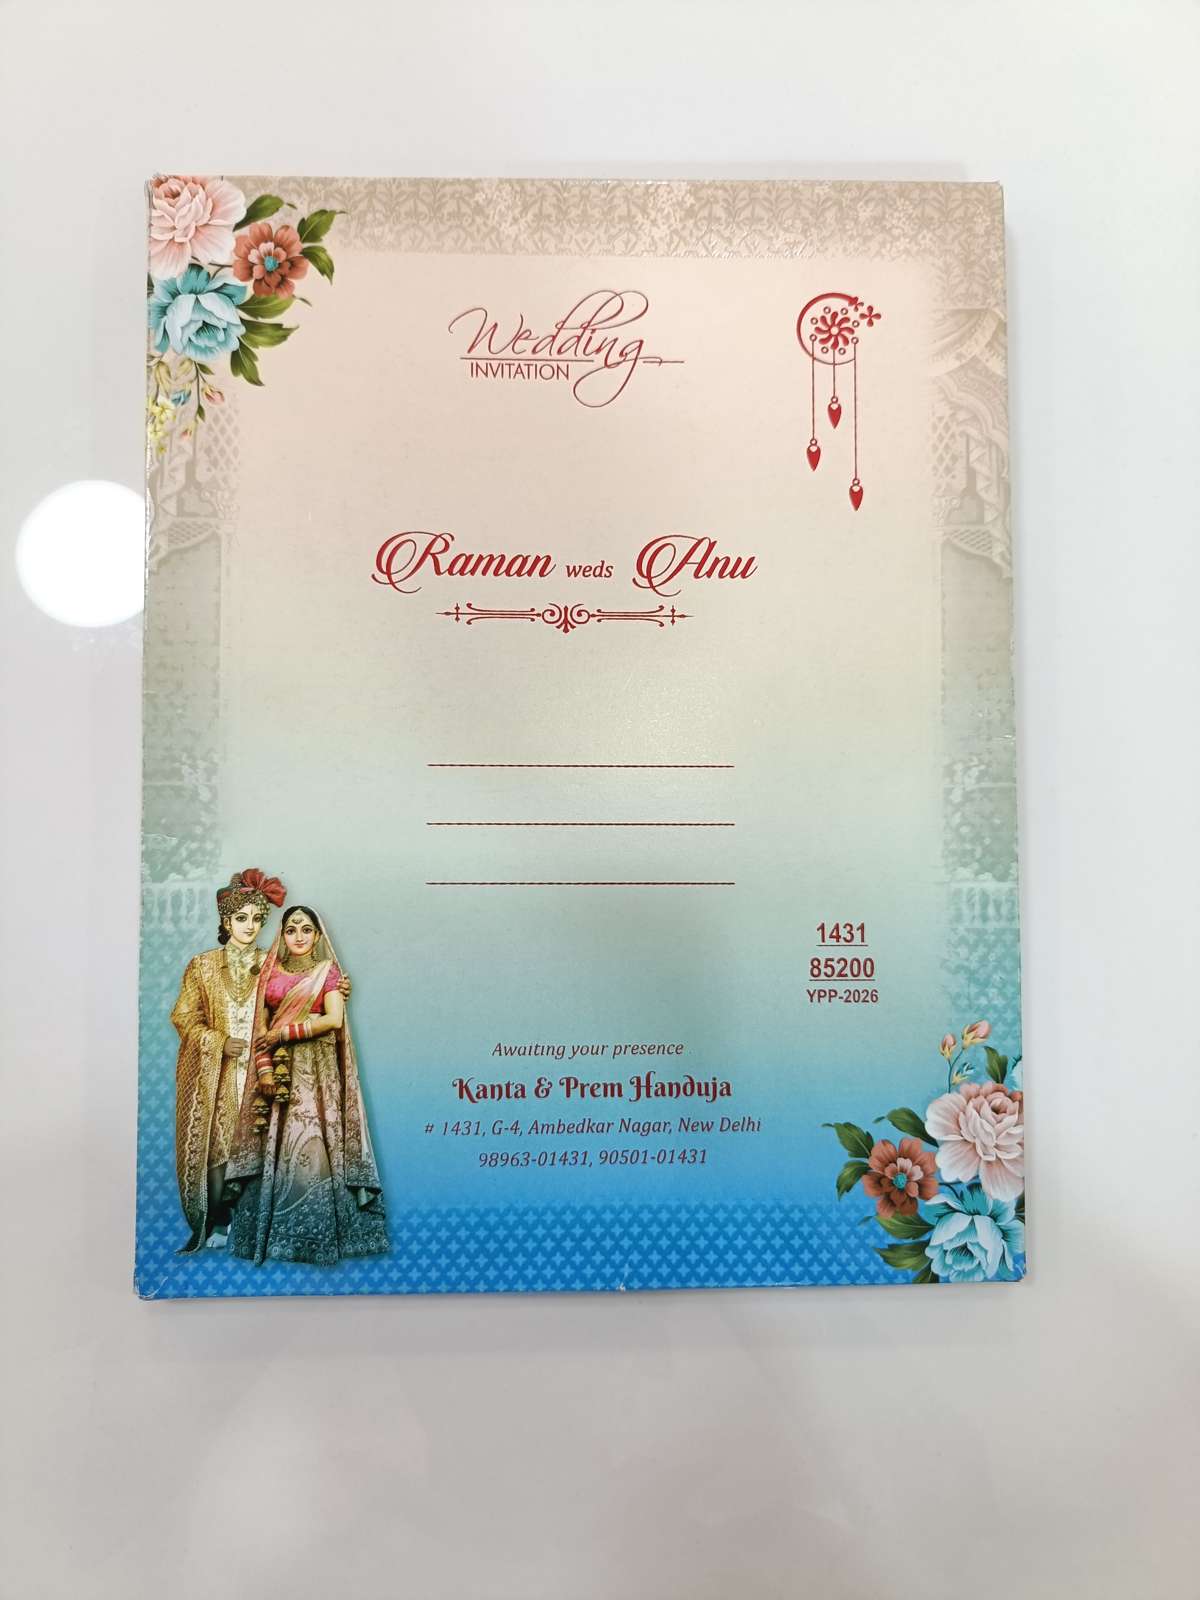 Wedding
INVITATION
Raman weds Anu
1431
85200
YPP-2026
Awaiting your presence
Kanta & Prem Handuja
# 1431, G-4, Ambedkar Nagar, New Delhi
98963-01431, 90501-01431